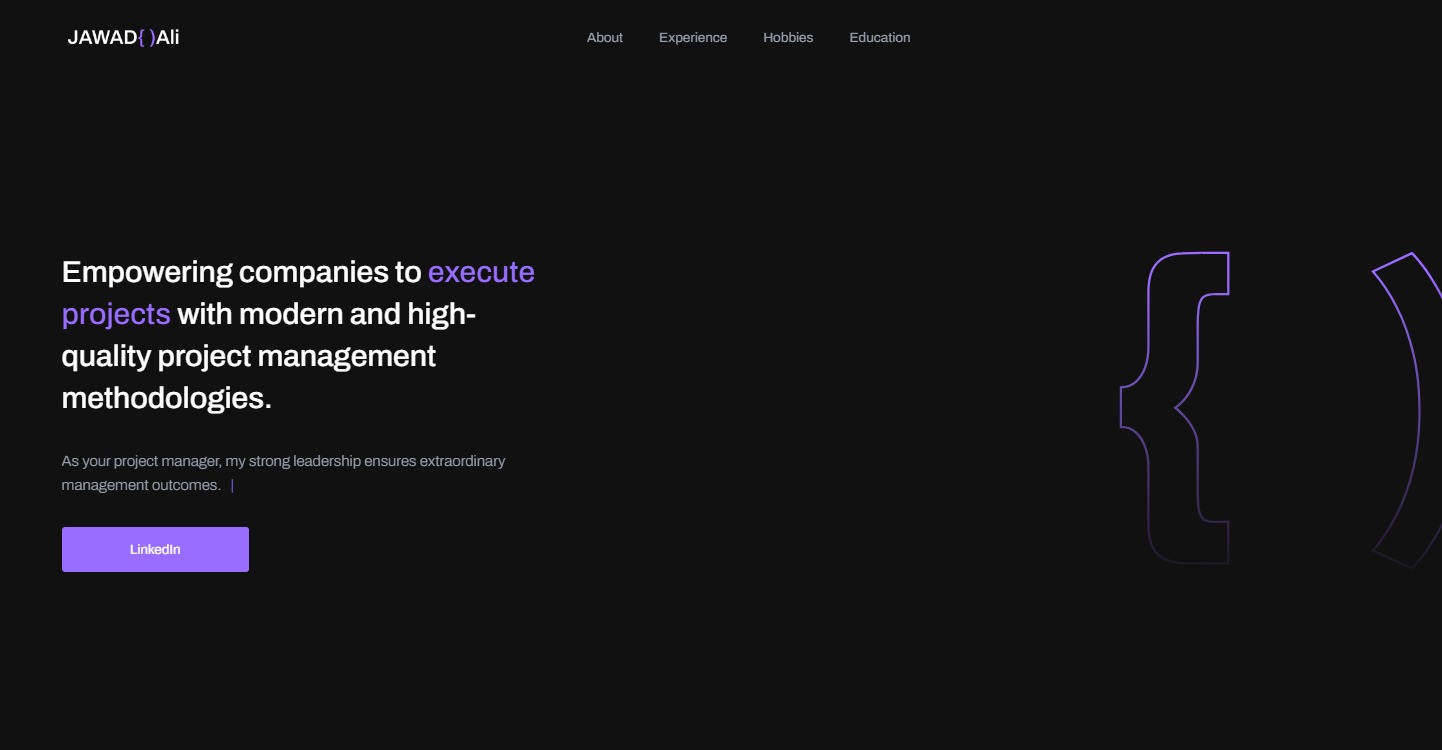 JAWAD{ )Ali
About Experience Hobbies Education
Empowering companies to execute
projects with modern and high-
quality project management
methodologies.
{ )
As your project manager, my strong leadership ensures extraordinary
management outcomes. |
LinkedIn